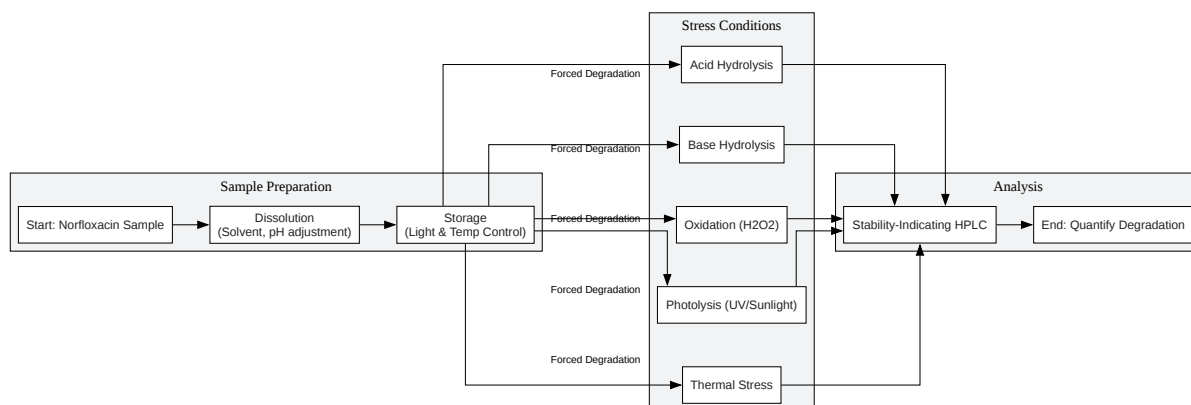 Stress Conditions
Acid Hydrolysis
Forced Degradation
Base Hydrolysis
Forced Degradation
Sample Preparation
Analysis
Start: Norfloxacin Sample
Dissolution
(Solvent, pH adjustment)
Storage
(Light & Temp Control)
Forced Degradation
Oxidation (H2O2)
Stability-Indicating HPLC
End: Quantify Degradation
Forced Degradation
Photolysis (UV/Sunlight)
Forced Degradation
Thermal Stress